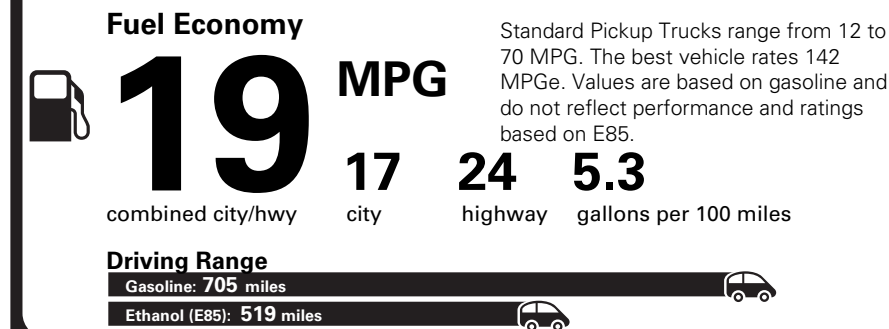 Fuel Economy
19 MPG
Standard Pickup Trucks range from 12 to
70 MPG. The best vehicle rates 142
MPGe. Values are based on gasoline and
do not reflect performance and ratings
based on E85.
17 24 5.3
combined city/hwy city highway gallons per 100 miles
Driving Range
Gasoline: 705 miles
Ethanol (E85): 519 miles